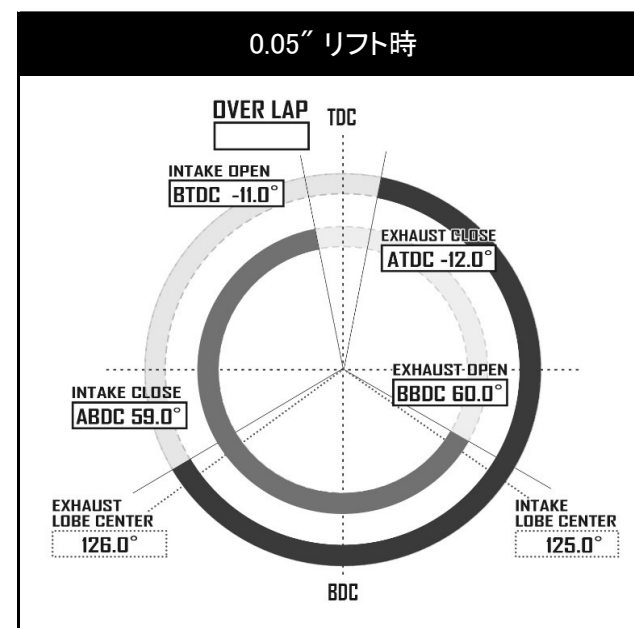 0.05″ リフト時
OVER LAP
TDC
INTAKE OPEN
BTDC -11.0°
EXHAUST CLOSE
ATDC -12.0°
EXHAUST OPEN
BBDC 60.0°
INTAKE CLOSE
ABDC 59.0°
EXHAUST
LOBE CENTER
126.0°
INTAKE
LOBE CENTER
125.0°
BDC